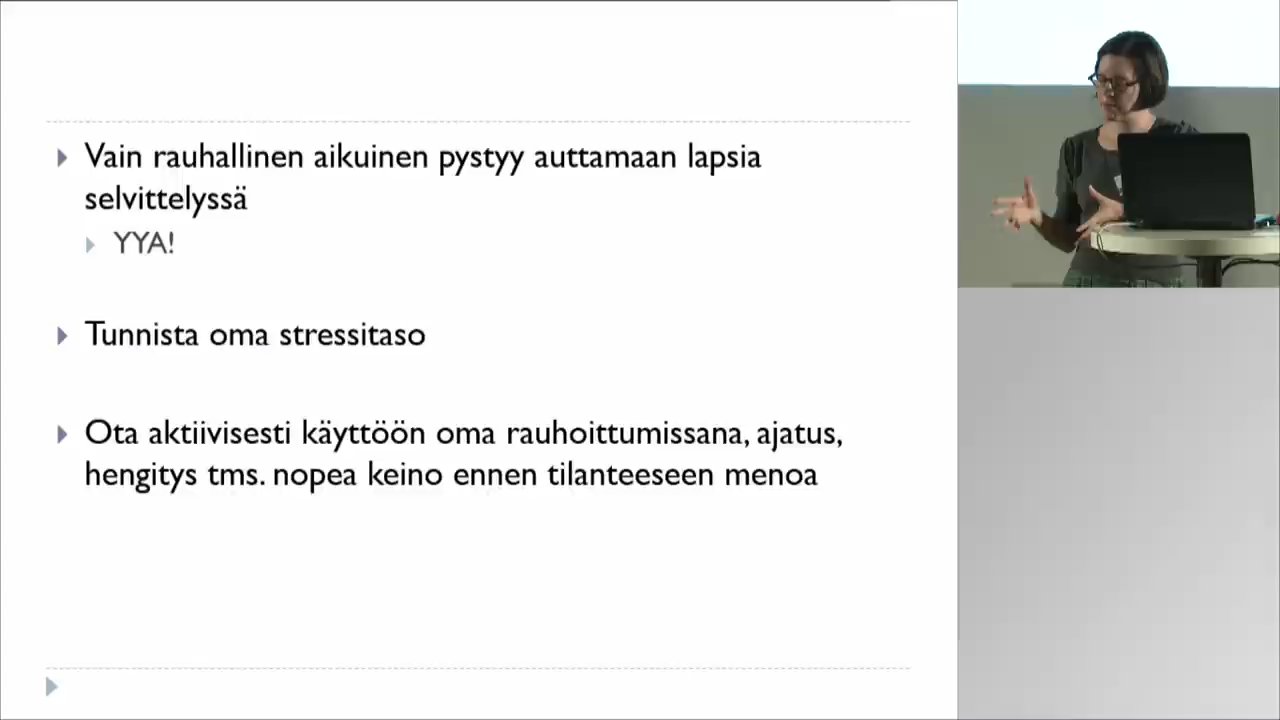 Vain rauhallinen aikuinen pystyy auttamaan lapsia
selvittelyssä
YYA!
Tunnista oma stressitaso
Ota aktiivisesti käyttöön oma rauhoittumissana, ajatus,
hengitys tms. nopea keino ennen tilanteeseen menoa